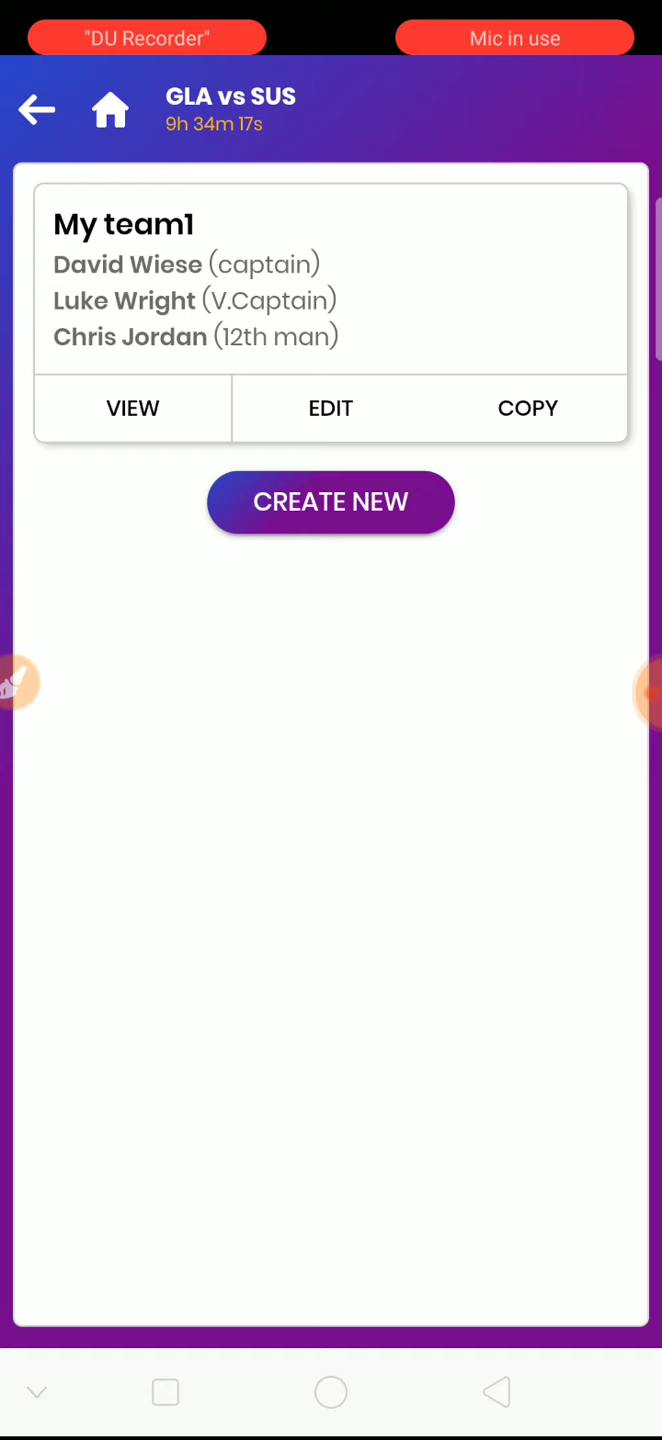 "DU Recorder"
Mic in use
GLA vs SUS
9h 34m 17s
My team1
David Wiese (captain)
Luke Wright (V.Captain)
Chris Jordan (12th man)
VIEW
EDIT
COPY
CREATE NEW